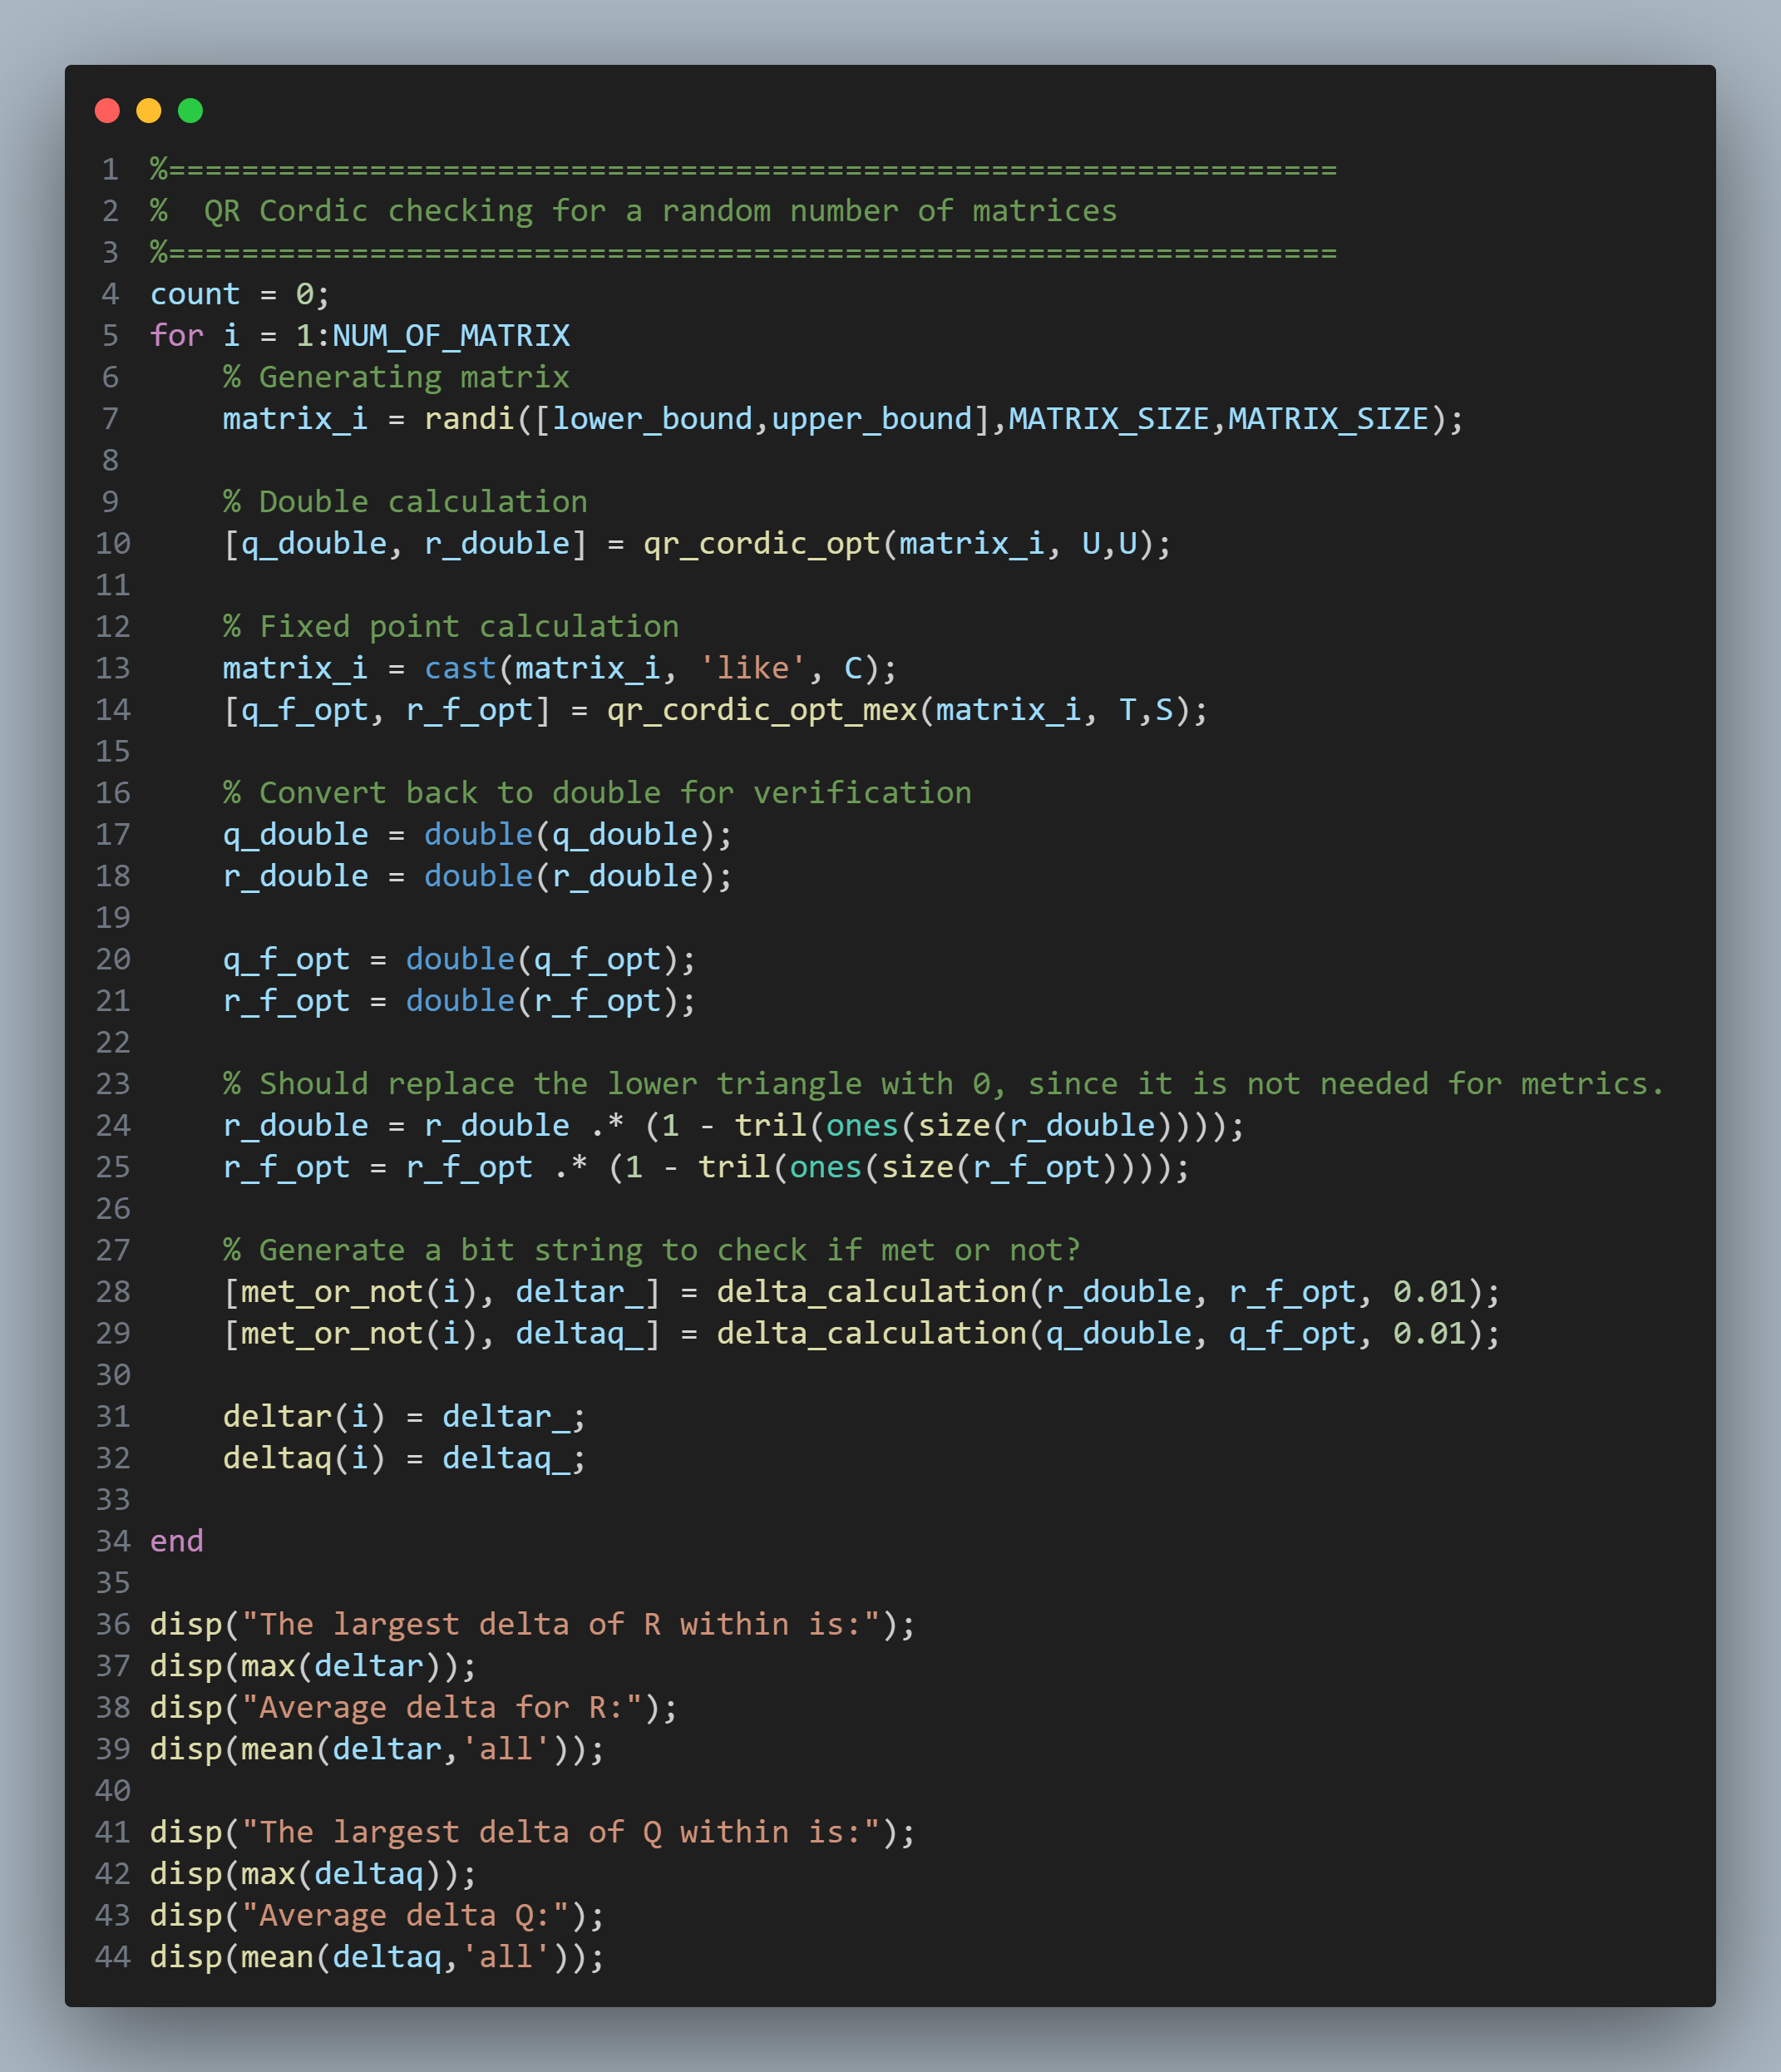 1 %================================================================
2 %  QR Cordic checking for a random number of matrices
3 %================================================================
4 count = 0;
5 for i = 1:NUM_OF_MATRIX
6     % Generating matrix
7     matrix_i = randi([lower_bound,upper_bound],MATRIX_SIZE,MATRIX_SIZE);
8
9     % Double calculation
10     [q_double, r_double] = qr_cordic_opt(matrix_i, U,U);
11
12     % Fixed point calculation
13     matrix_i = cast(matrix_i, 'like', C);
14     [q_f_opt, r_f_opt] = qr_cordic_opt_mex(matrix_i, T,S);
15
16     % Convert back to double for verification
17     q_double = double(q_double);
18     r_double = double(r_double);
19
20     q_f_opt = double(q_f_opt);
21     r_f_opt = double(r_f_opt);
22
23     % Should replace the lower triangle with 0, since it is not needed for metrics.
24     r_double = r_double .* (1 - tril(ones(size(r_double))));
25     r_f_opt = r_f_opt .* (1 - tril(ones(size(r_f_opt))));
26
27     % Generate a bit string to check if met or not?
28     [met_or_not(i), deltar_] = delta_calculation(r_double, r_f_opt, 0.01);
29     [met_or_not(i), deltaq_] = delta_calculation(q_double, q_f_opt, 0.01);
30
31     deltar(i) = deltar_;
32     deltaq(i) = deltaq_;
33
34 end
35
36 disp("The largest delta of R within is:");
37 disp(max(deltar));
38 disp("Average delta for R:");
39 disp(mean(deltar,'all'));
40
41 disp("The largest delta of Q within is:");
42 disp(max(deltaq));
43 disp("Average delta Q:");
44 disp(mean(deltaq,'all'));